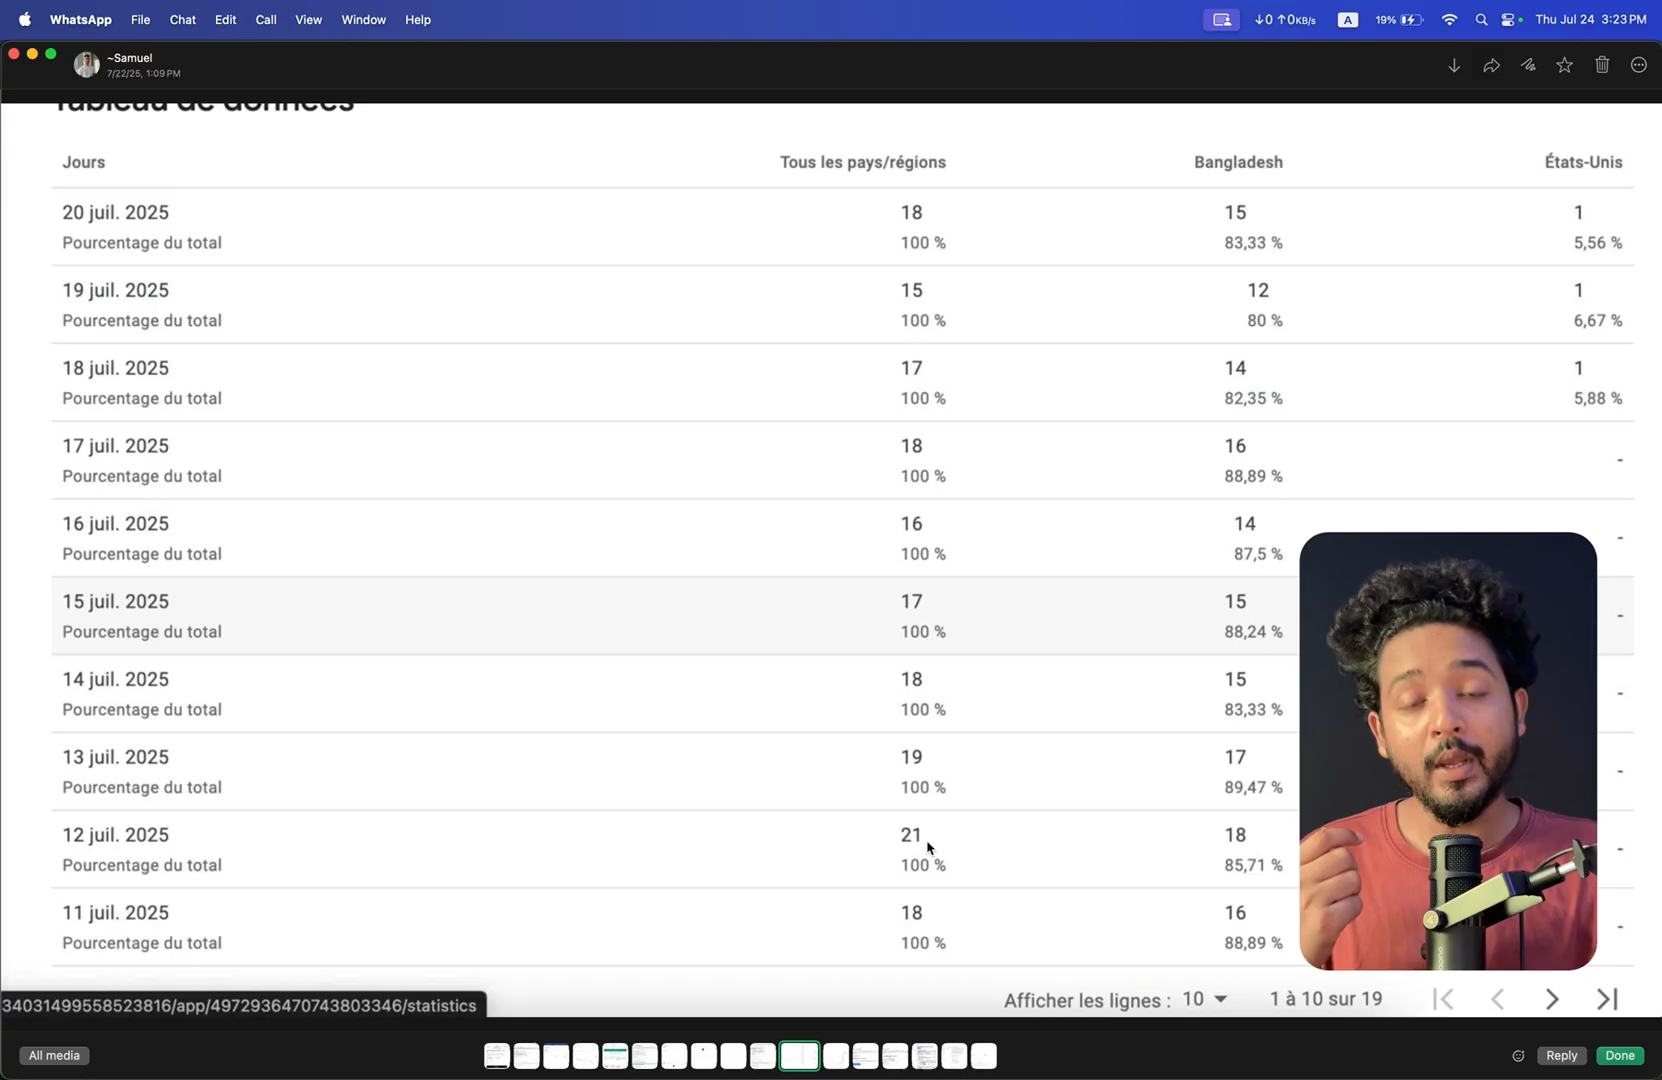 WhatsApp File Chat Edit Call View Window Help
↓0 ↑0KB/s A 19% Thu Jul 24 3:23 PM
~Samuel
7/22/25, 1:09 PM
Tableau de données
Jours Tous les pays/régions Bangladesh États-Unis
20 juil. 2025 18 15 1
Pourcentage du total 100 % 83,33 % 5,56 %
19 juil. 2025 15 12 1
Pourcentage du total 100 % 80 % 6,67 %
18 juil. 2025 17 14 1
Pourcentage du total 100 % 82,35 % 5,88 %
17 juil. 2025 18 16 -
Pourcentage du total 100 % 88,89 %
16 juil. 2025 16 14 -
Pourcentage du total 100 % 87,5 %
15 juil. 2025 17 15 -
Pourcentage du total 100 % 88,24 %
14 juil. 2025 18 15 -
Pourcentage du total 100 % 83,33 %
13 juil. 2025 19 17 -
Pourcentage du total 100 % 89,47 %
12 juil. 2025 21 18 -
Pourcentage du total 100 % 85,71 %
11 juil. 2025 18 16 -
Pourcentage du total 100 % 88,89 %
34031499558523816/app/4972936470743803346/statistics
Afficher les lignes : 10 1 à 10 sur 19
All media Reply Done